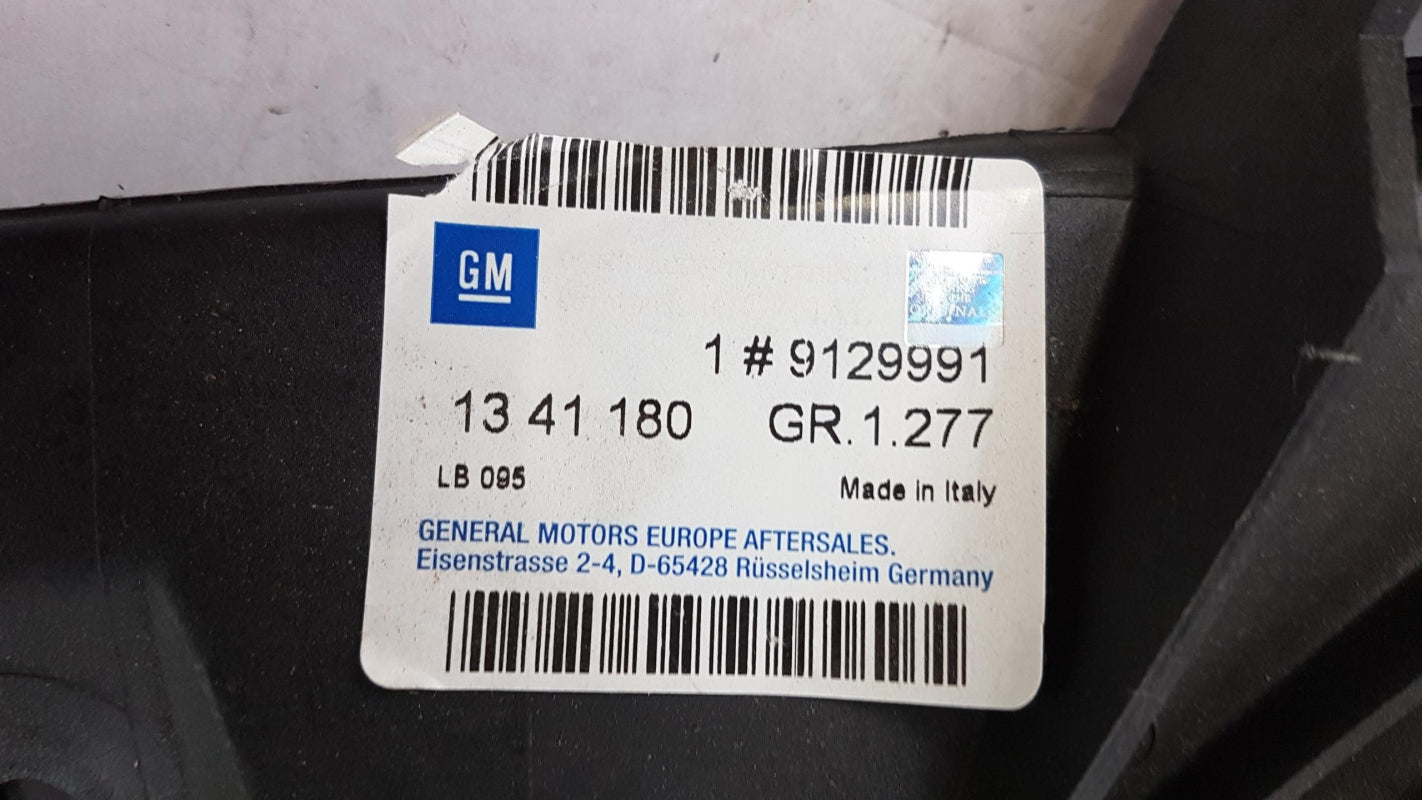 GM
ORIGINAL
1 # 9129991
13 41 180 GR.1.277
LB 095 Made in Italy
GENERAL MOTORS EUROPE AFTERSALES.
Eisenstrasse 2-4, D-65428 Rüsselsheim Germany